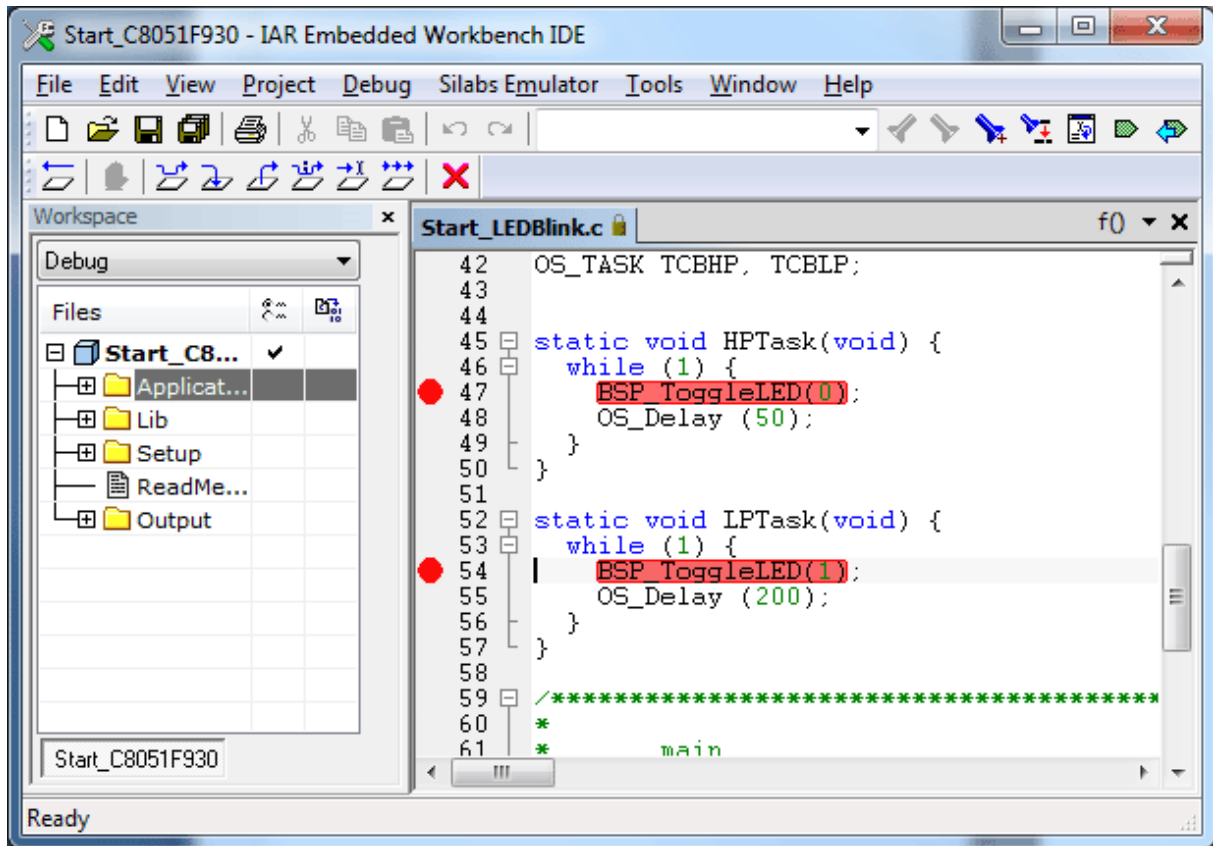 Start_C8051F930 - IAR Embedded Workbench IDE
File Edit View Project Debug Silabs Emulator Tools Window Help
Workspace
Debug
Files
Start_C8...
Applicat...
Lib
Setup
ReadMe...
Output
Start_C8051F930
Start_LEDBlink.c f()
42 OS_TASK TCBHP, TCBLP;
43
44
45 static void HPTask(void) {
46 while (1) {
47 BSP_ToggleLED(0);
48 OS_Delay (50);
49 }
50 }
51
52 static void LPTask(void) {
53 while (1) {
54 BSP_ToggleLED(1);
55 OS_Delay (200);
56 }
57 }
58
59 /***************************************
60 *
61 * main
Ready